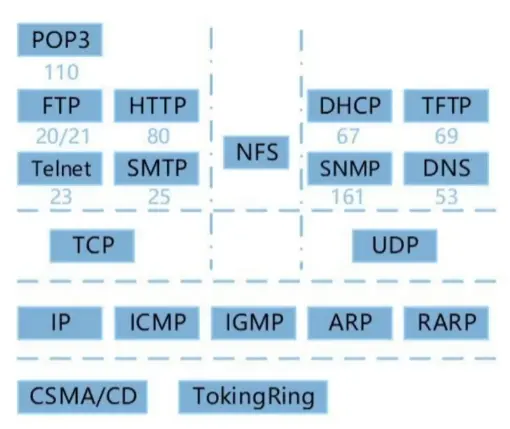 POP3
110
FTP HTTP DHCP TFTP
20/21 80 67 69
NFS
Telnet SMTP SNMP DNS
23 25 161 53
TCP UDP
IP ICMP IGMP ARP RARP
CSMA/CD TokingRing